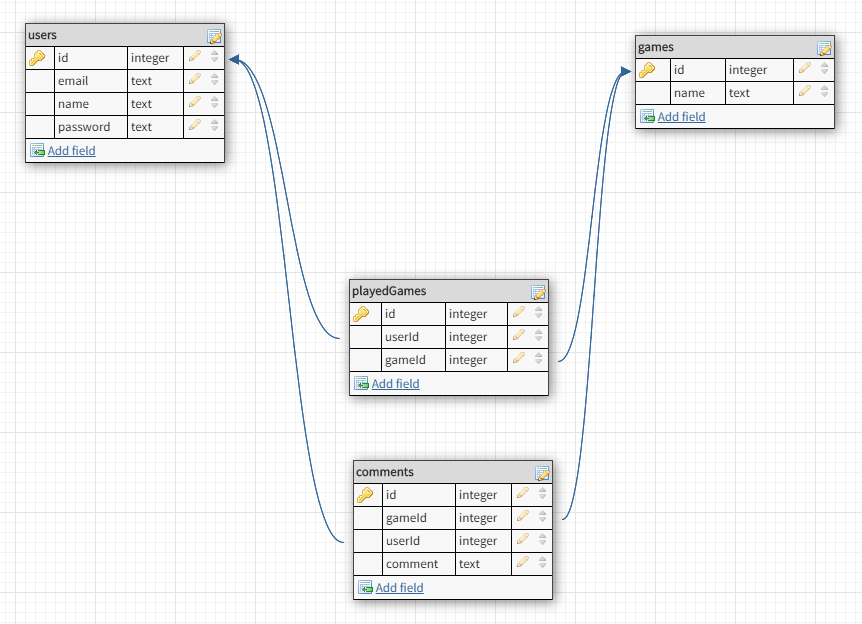 users
id integer
email text
name text
password text
Add field
games
id integer
name text
Add field
playedGames
id integer
userId integer
gameId integer
Add field
comments
id integer
gameId integer
userId integer
comment text
Add field